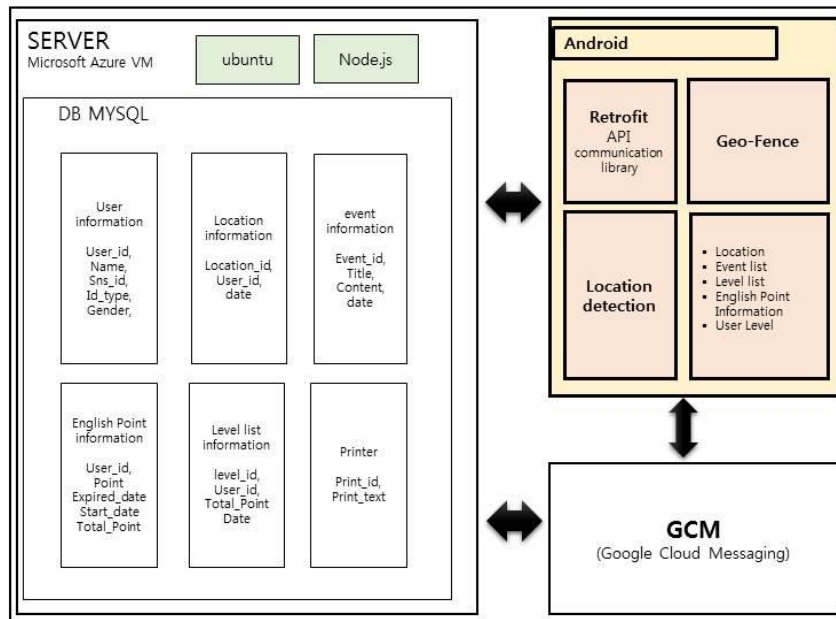 SERVER
Microsoft Azure VM
ubuntu
Node.js
DB MYSQL
User
information
User_id,
Name,
Sns_id,
Id_type,
Gender,
Location
information
Location_id,
User_id,
date
event
information
Event_id,
Title,
Content,
date
English Point
information
User_id,
Point
Expired_date
Start_date
Total_Point
Level list
information
level_id,
User_id,
Total_Point
Date
Printer
Print_id,
Print_text
Android
Retrofit
API
communication
library
Geo-Fence
Location
detection
▪ Location
▪ Event list
▪ Level list
▪ English Point
Information
▪ User Level
GCM
(Google Cloud Messaging)